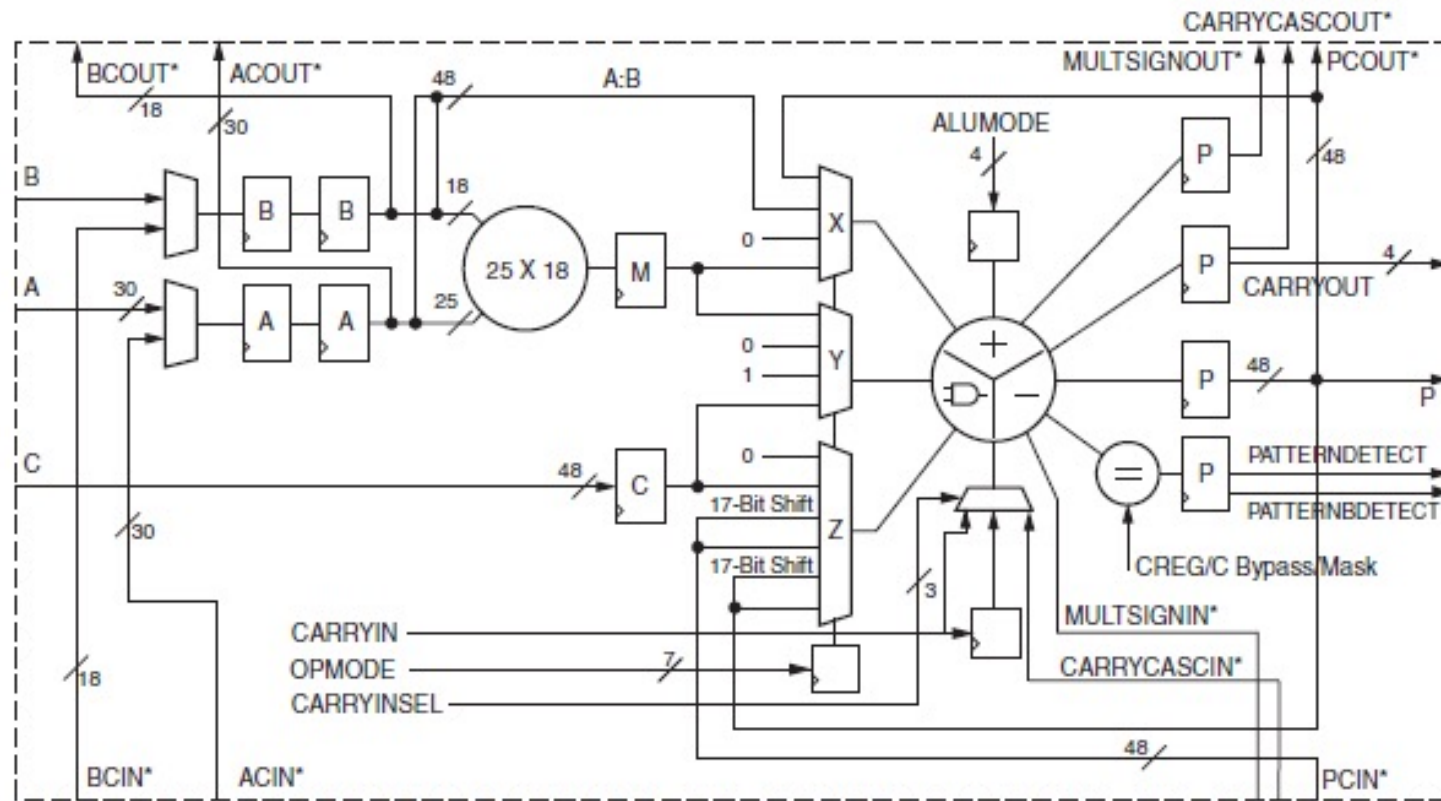 CARRYCASCOUT*
BCOUT* ACOUT* 48 A:B MULTSIGNOUT* PCOUT*
18
30 ALUMODE
4 48
P
B 18
B B
X
0
25 X 18 M
P 4
A 30 25 CARRYOUT
A A
0 Y
1
+
−
P 48
P
C 48 0
C
17-Bit Shift
Z
17-Bit Shift
= P PATTERNDETECT
PATTERNBDETECT
30
3 CREG/C Bypass/Mask
CARRYIN MULTSIGNIN*
OPMODE 7 CARRYCASCIN*
CARRYINSEL
18
48
BCIN* ACIN* PCIN*